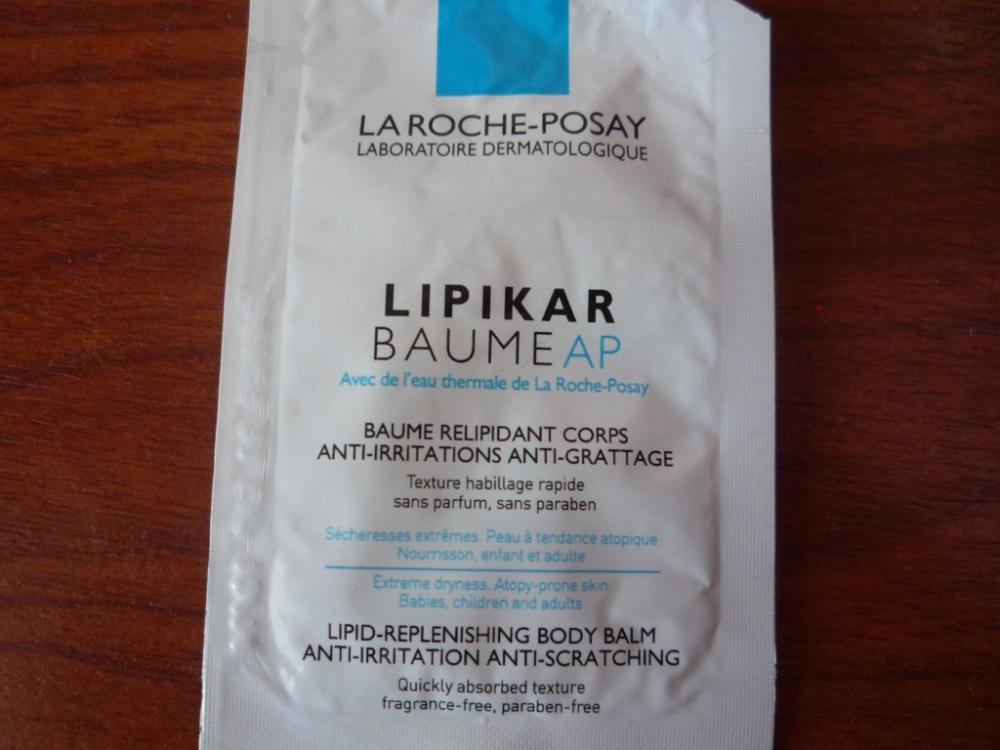 LA ROCHE-POSAY
LABORATOIRE DERMATOLOGIQUE
LIPIKAR
BAUME AP
Avec de l'eau thermale de La Roche-Posay
BAUME RELIPIDANT CORPS
ANTI-IRRITATIONS ANTI-GRATTAGE
Texture habillage rapide
sans parfum, sans paraben
Sécheresses extrêmes. Peau à tendance atopique
Nourrisson, enfant et adulte
Extreme dryness. Atopy-prone skin
Babies, children and adults
LIPID-REPLENISHING BODY BALM
ANTI-IRRITATION ANTI-SCRATCHING
Quickly absorbed texture
fragrance-free, paraben-free